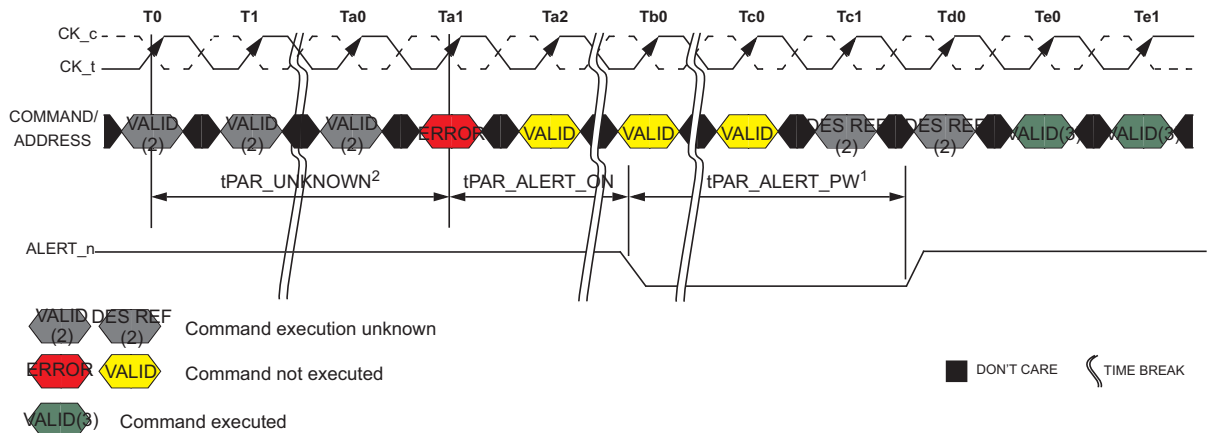 T0 T1 Ta0 Ta1 Ta2 Tb0 Tc0 Tc1 Td0 Te0 Te1
CK_c
CK_t
COMMAND/
ADDRESS
VALID (2) VALID (2) VALID (2) ERROR VALID VALID VALID DES REF (2) DES REF (2) VALID(3) VALID(3)
tPAR_UNKNOWN² tPAR_ALERT_ON tPAR_ALERT_PW¹
ALERT_n
VALID (2) DES REF (2) Command execution unknown
ERROR VALID Command not executed
DON'T CARE TIME BREAK
VALID(3) Command executed